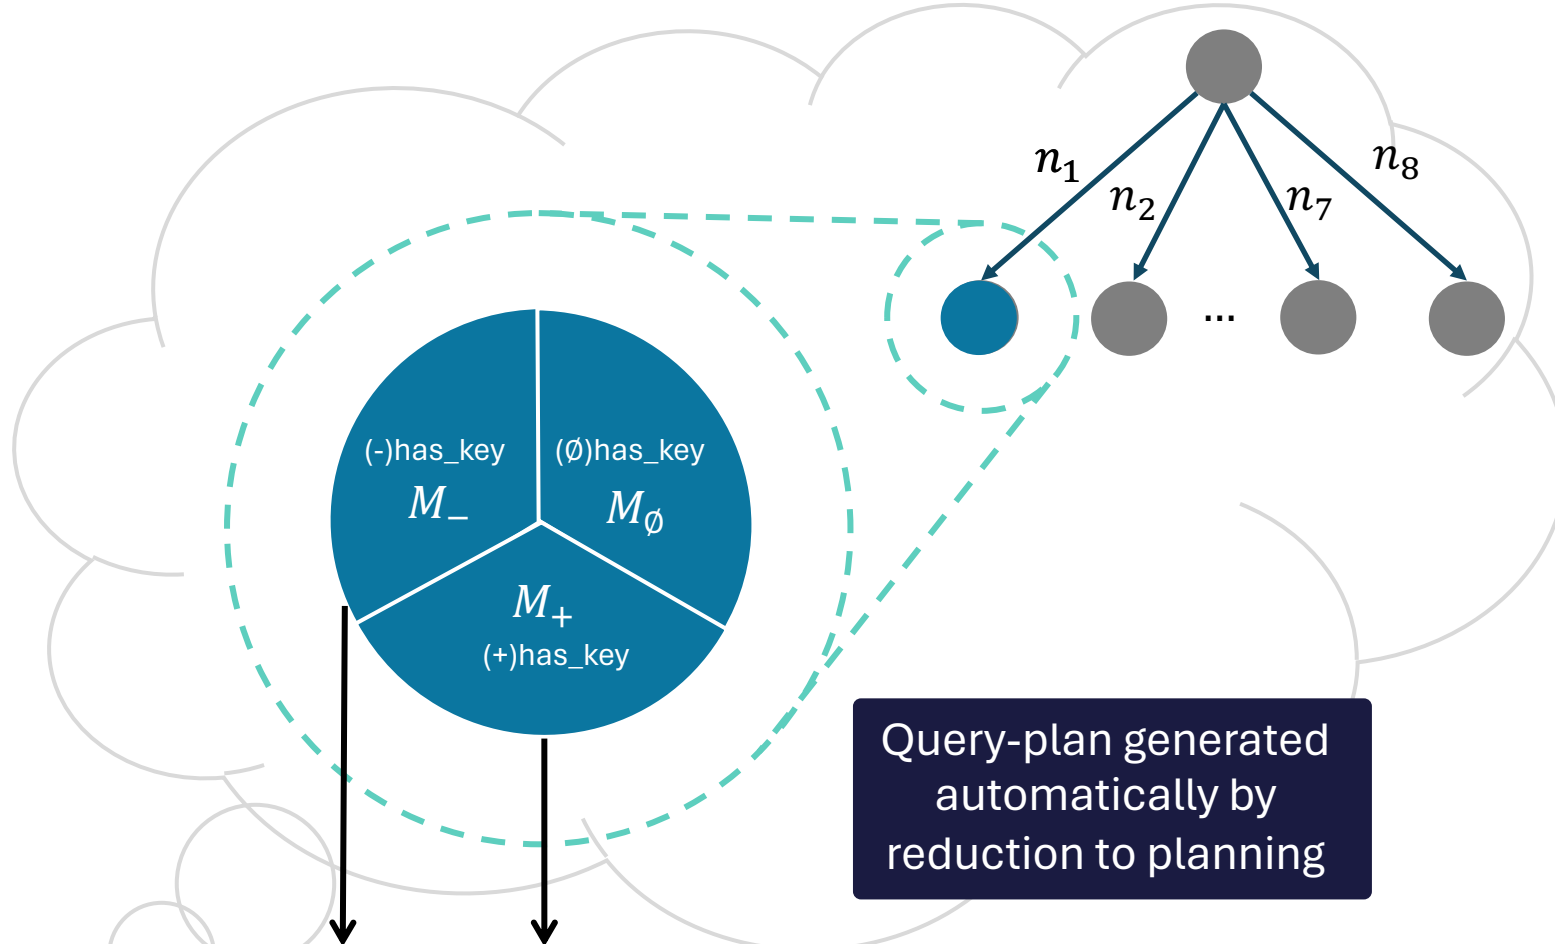 n₁
n₂
n₇
n₈
...
(-)has_key
M₋
(∅)has_key
M∅
M₊
(+)has_key
Query-plan generated
automatically by
reduction to planning